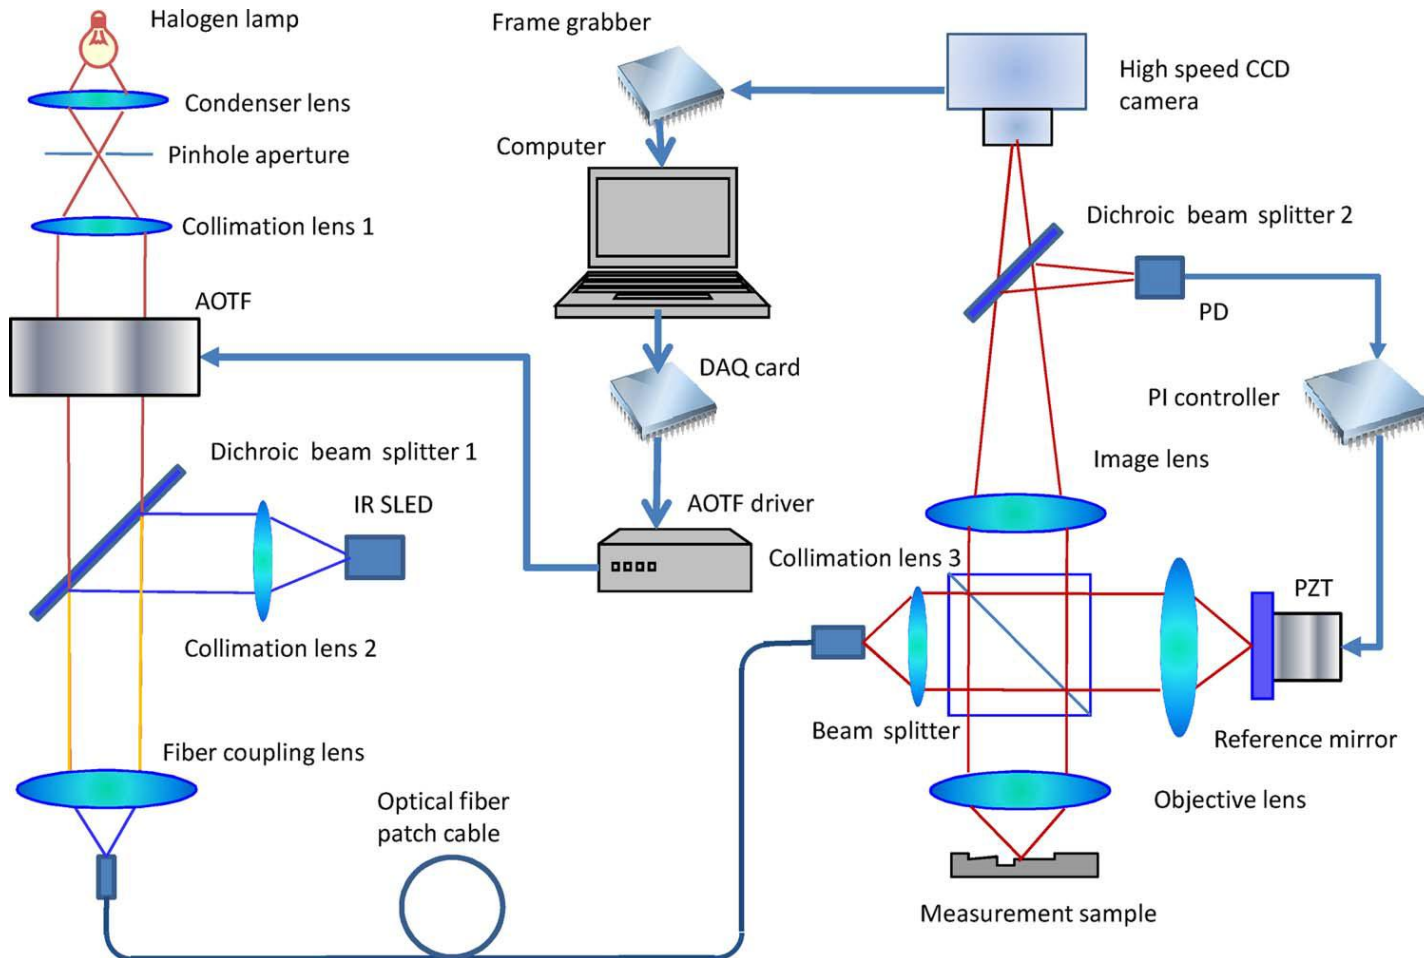 Halogen lamp
Condenser lens
Pinhole aperture
Collimation lens 1
AOTF
Dichroic beam splitter 1
IR SLED
Collimation lens 2
Fiber coupling lens
Optical fiber
patch cable
Frame grabber
Computer
DAQ card
AOTF driver
High speed CCD
camera
Dichroic beam splitter 2
PD
PI controller
Image lens
Collimation lens 3
PZT
Beam splitter
Reference mirror
Objective lens
Measurement sample